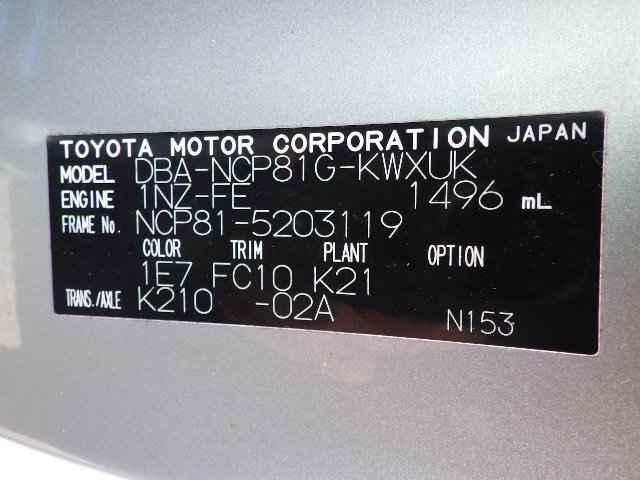 TOYOTA MOTOR CORPORATION JAPAN
MODEL DBA-NCP81G-KWXUK
ENGINE 1NZ-FE 1496 mL
FRAME No. NCP81-5203119
COLOR TRIM PLANT OPTION
1E7 FC10 K21
TRANS./AXLE K210 -02A
N153